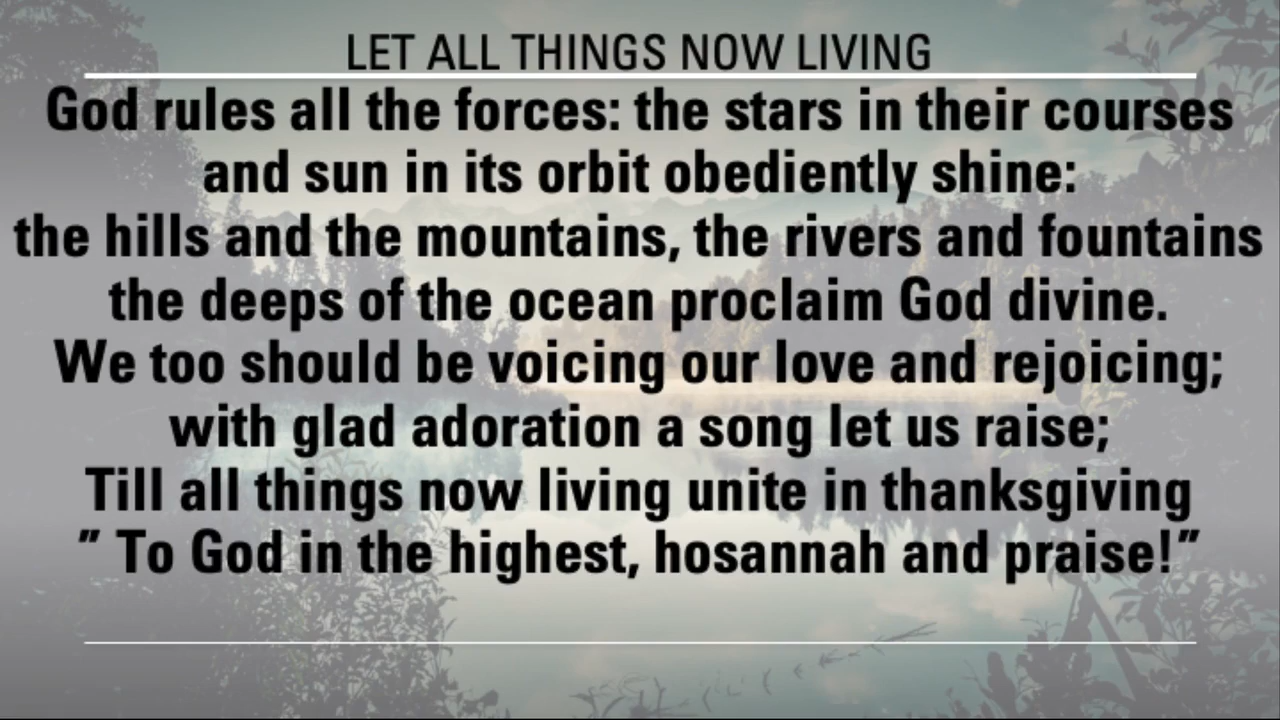 LET ALL THINGS NOW LIVING
God rules all the forces: the stars in their courses
and sun in its orbit obediently shine:
the hills and the mountains, the rivers and fountains
the deeps of the ocean proclaim God divine.
We too should be voicing our love and rejoicing;
with glad adoration a song let us raise;
Till all things now living unite in thanksgiving
” To God in the highest, hosannah and praise!”